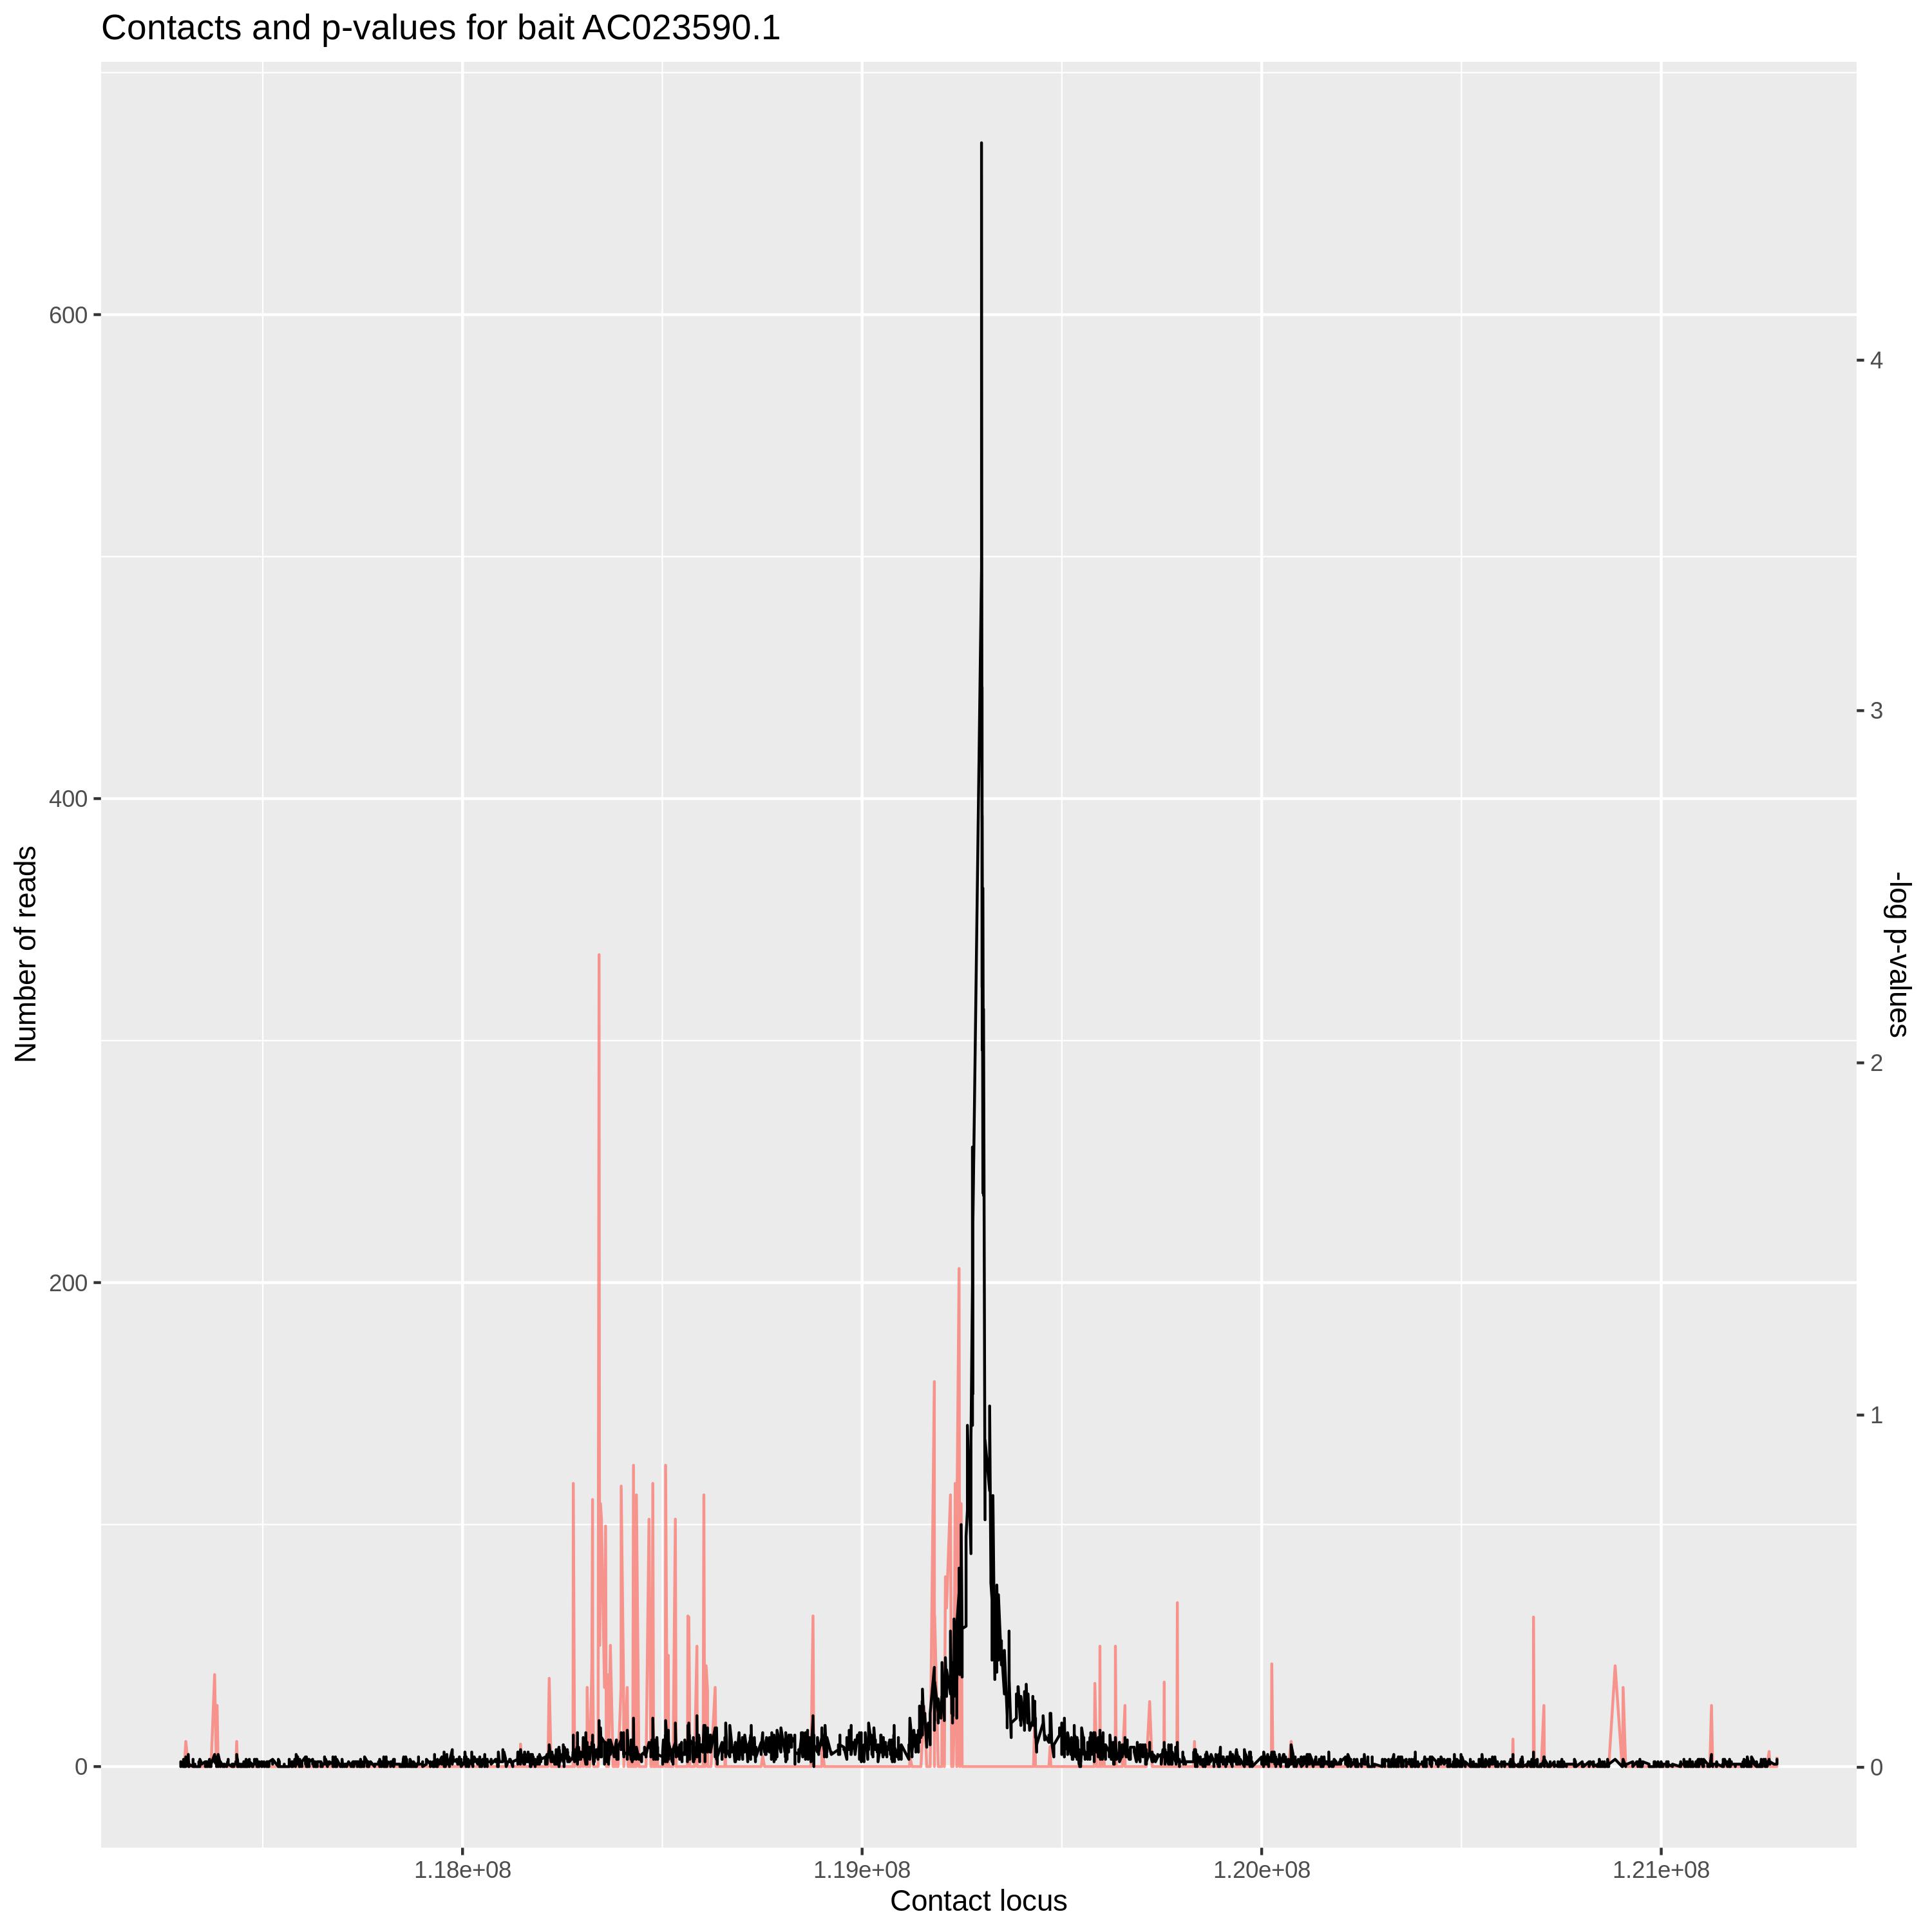 Contacts and p-values for bait AC023590.1
600
400
200
0
Number of reads
4
3
2
1
0
-log p-values
1.18e+08
1.19e+08
1.20e+08
1.21e+08
Contact locus